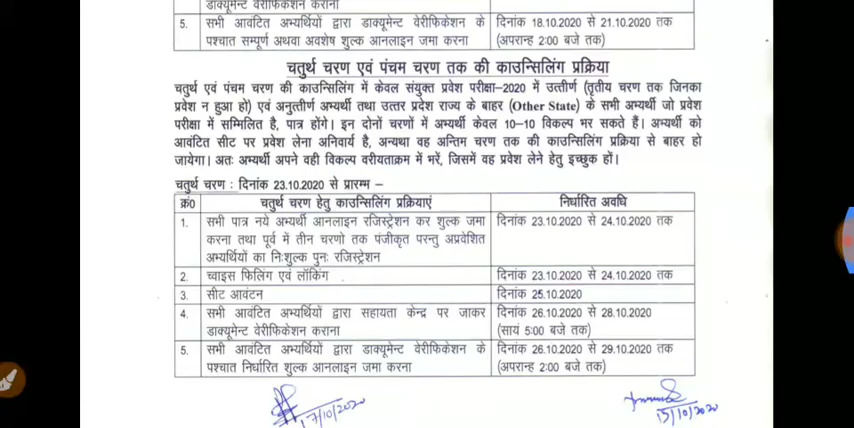 डाक्यूमेन्ट वेरीफिकेशन कराना
5. सभी आवंटित अभ्यर्थियों द्वारा डाक्यूमेन्ट वेरीफिकेशन के दिनांक 18.10.2020 से 21.10.2020 तक
पश्चात सम्पूर्ण अथवा अवशेष शुल्क आनलाइन जमा करना (अपरान्ह 2:00 बजे तक)
चतुर्थ चरण एवं पंचम चरण तक की काउन्सिलिंग प्रक्रिया
चतुर्थ एवं पंचम चरण की काउंसिलिंग में केवल संयुक्त प्रवेश परीक्षा-2020 में उत्तीर्ण (तृतीय चरण तक जिनका
प्रवेश न हुआ हो) एवं अनुत्तीर्ण अभ्यर्थी तथा उत्तर प्रदेश राज्य के बाहर (Other State) के सभी अभ्यर्थी जो प्रवेश
परीक्षा में सम्मिलित है, पात्र होंगे। इन दोनों चरणों में अभ्यर्थी केवल 10-10 विकल्प भर सकते हैं। अभ्यर्थी को
आवंटित सीट पर प्रवेश लेना अनिवार्य है, अन्यथा वह अन्तिम चरण तक की काउन्सिलिंग प्रक्रिया से बाहर हो
जायेगा। अतः अभ्यर्थी अपने वही विकल्प वरीयताक्रम में भरें, जिसमें वह प्रवेश लेने हेतु इच्छुक हों।
चतुर्थ चरण : दिनांक 23.10.2020 से प्रारम्भ –
क्रं0 चतुर्थ चरण हेतु काउन्सिलिंग प्रक्रियाएं निर्धारित अवधि
1. सभी पात्र नये अभ्यर्थी आनलाइन रजिस्ट्रेशन कर शुल्क जमा दिनांक 23.10.2020 से 24.10.2020 तक
करना तथा पूर्व में तीन चरणो तक पंजीकृत परन्तु अप्रवेशित
अभ्यर्थियों का निःशुल्क पुनः रजिस्ट्रेशन
2. च्वाइस फिलिंग एवं लॉकिंग दिनांक 23.10.2020 से 24.10.2020 तक
3. सीट आवंटन दिनांक 25.10.2020
4. सभी आवंटित अभ्यर्थियों द्वारा सहायता केन्द्र पर जाकर दिनांक 26.10.2020 से 28.10.2020
डाक्यूमेन्ट वेरीफिकेशन कराना (सायं 5:00 बजे तक)
5. सभी आवंटित अभ्यर्थियों द्वारा डाक्यूमेन्ट वेरीफिकेशन के दिनांक 26.10.2020 से 29.10.2020 तक
पश्चात निर्धारित शुल्क आनलाइन जमा करना (अपरान्ह 2:00 बजे तक)
17/10/2020